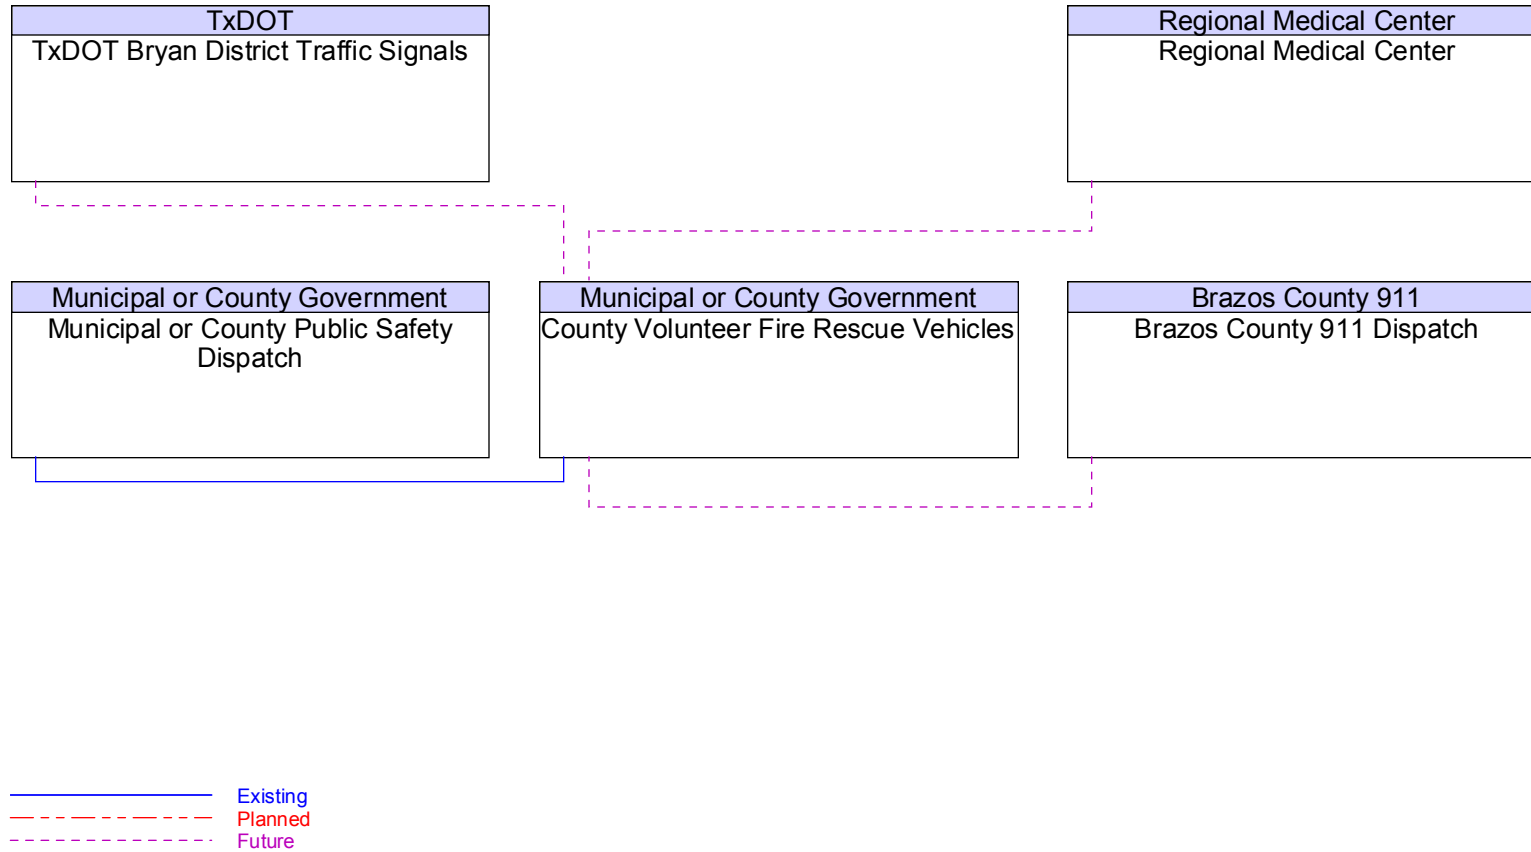 TxDOT
TxDOT Bryan District Traffic Signals
Regional Medical Center
Regional Medical Center
Municipal or County Government
Municipal or County Public Safety
Dispatch
Municipal or County Government
County Volunteer Fire Rescue Vehicles
Brazos County 911
Brazos County 911 Dispatch
Existing
Planned
Future